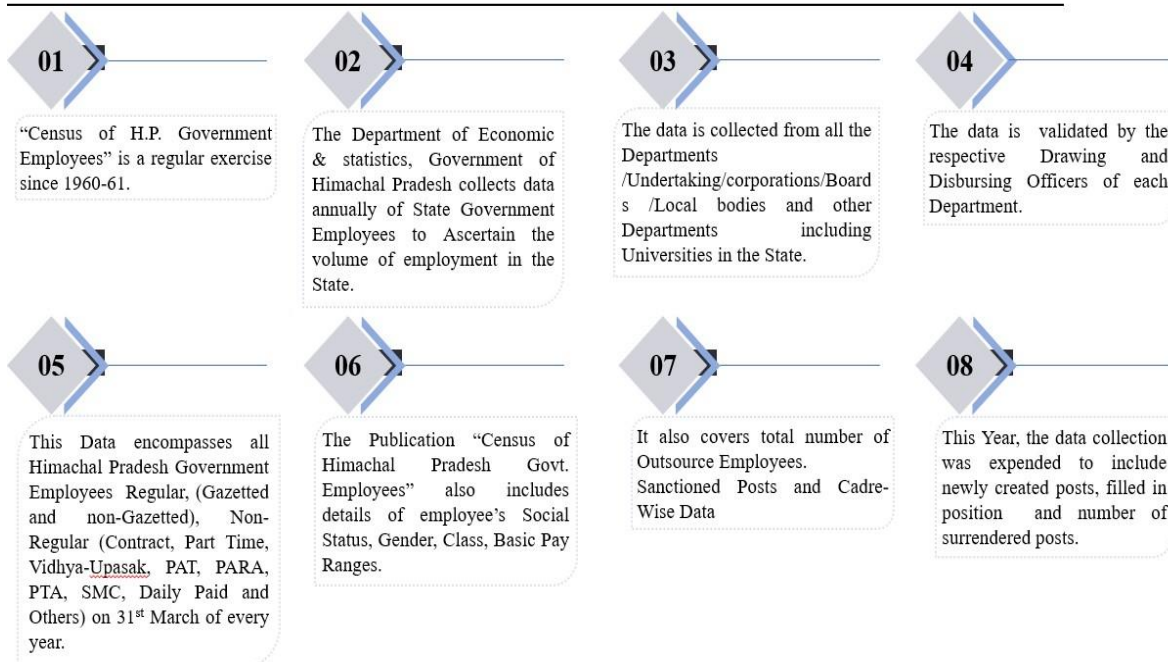 01
“Census of H.P. Government
Employees” is a regular exercise
since 1960-61.
02
The Department of Economic
& statistics, Government of
Himachal Pradesh collects data
annually of State Government
Employees to Ascertain the
volume of employment in the
State.
03
The data is collected from all the
Departments
/Undertaking/corporations/Board
s /Local bodies and other
Departments including
Universities in the State.
04
The data is validated by the
respective Drawing and
Disbursing Officers of each
Department.
05
This Data encompasses all
Himachal Pradesh Government
Employees Regular, (Gazetted
and non-Gazetted), Non-
Regular (Contract, Part Time,
Vidhya-Upasak, PAT, PARA,
PTA, SMC, Daily Paid and
Others) on 31st March of every
year.
06
The Publication “Census of
Himachal Pradesh Govt.
Employees” also includes
details of employee’s Social
Status, Gender, Class, Basic Pay
Ranges.
07
It also covers total number of
Outsource Employees.
Sanctioned Posts and Cadre-
Wise Data
08
This Year, the data collection
was expended to include
newly created posts, filled in
position and number of
surrendered posts.